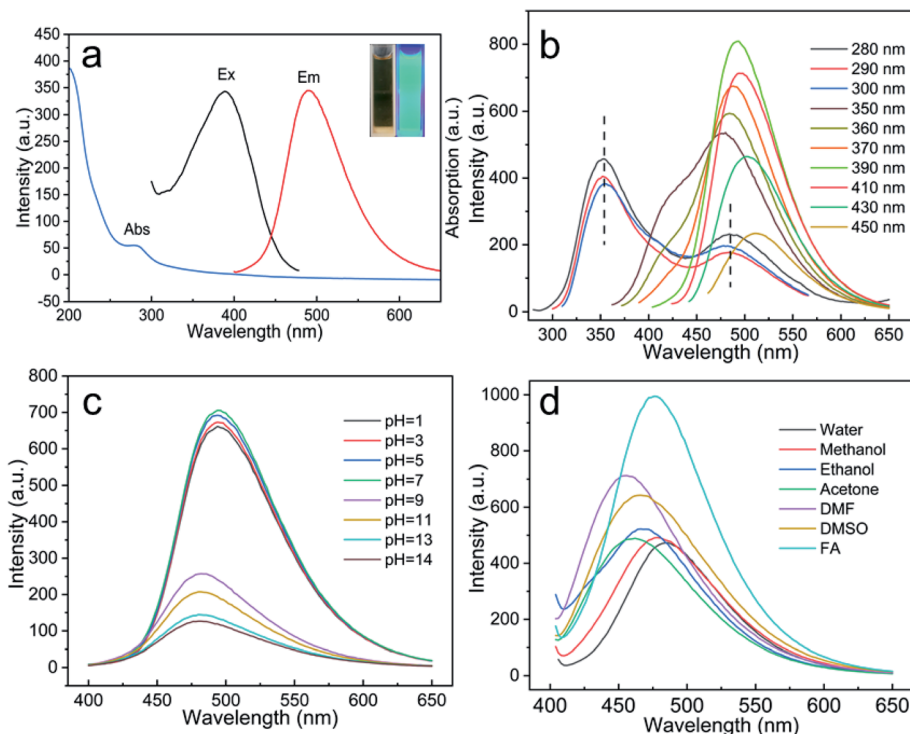 a
Intensity (a.u.)
450
400
350
300
250
200
150
100
50
0
-50
Ex
Em
Abs
200
300
400
500
600
Wavelength (nm)
Absorption (a.u.)
b
Intensity (a.u.)
800
600
400
200
0
280 nm
290 nm
300 nm
350 nm
360 nm
370 nm
390 nm
410 nm
430 nm
450 nm
300 350 400 450 500 550 600 650
Wavelength (nm)
c
Intensity (a.u.)
800
700
600
500
400
300
200
100
0
pH=1
pH=3
pH=5
pH=7
pH=9
pH=11
pH=13
pH=14
400 450 500 550 600 650
Wavelength (nm)
d
Intensity (a.u.)
1000
800
600
400
200
0
Water
Methanol
Ethanol
Acetone
DMF
DMSO
FA
400 450 500 550 600 650
Wavelength (nm)